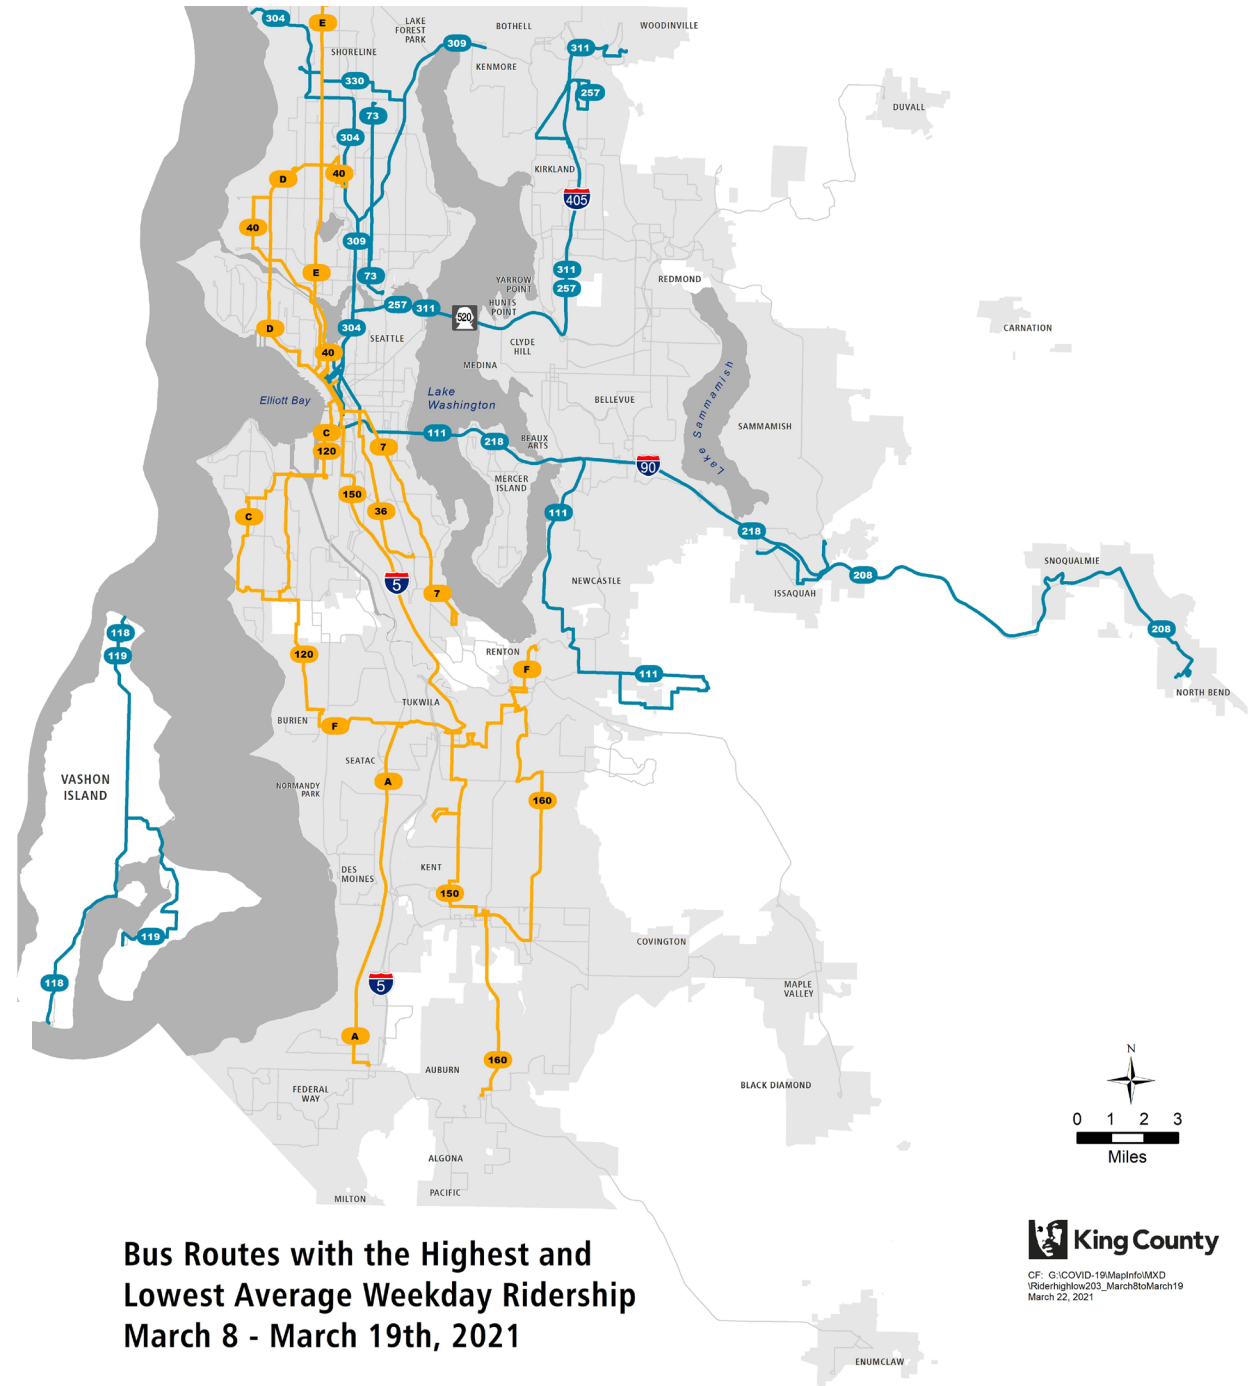 304
E
LAKE
FOREST
PARK
BOTHELL
WOODINVILLE
SHORELINE
309
311
KENMORE
330
257
73
DUVALL
304
40
D
KIRKLAND
405
40
309
E
73
311
257
YARROW
POINT
REDMOND
HUNTS
POINT
257
311
520
D
304
SEATTLE
CLYDE
HILL
CARNATION
40
MEDINA
Elliott Bay
Lake
Washington
BELLEVUE
Lake Sammamish
SAMMAMISH
C
120
7
111
218
BEAUX
ARTS
90
MERCER
ISLAND
150
36
C
111
218
SNOQUALMIE
5
NEWCASTLE
208
ISSAQUAH
7
118
119
208
120
RENTON
F
111
NORTH BEND
TUKWILA
BURIEN
F
SEATAC
A
VASHON
ISLAND
NORMANDY
PARK
160
DES
MOINES
KENT
150
119
COVINGTON
118
5
MAPLE
VALLEY
A
160
AUBURN
BLACK DIAMOND
FEDERAL
WAY
N
0 1 2 3
Miles
ALGONA
PACIFIC
MILTON
Bus Routes with the Highest and
Lowest Average Weekday Ridership
March 8 - March 19th, 2021
King County
CF: G:\COVID-19\MapInfo\MXD
\Riderhighlow203_March8toMarch19
March 22, 2021
ENUMCLAW